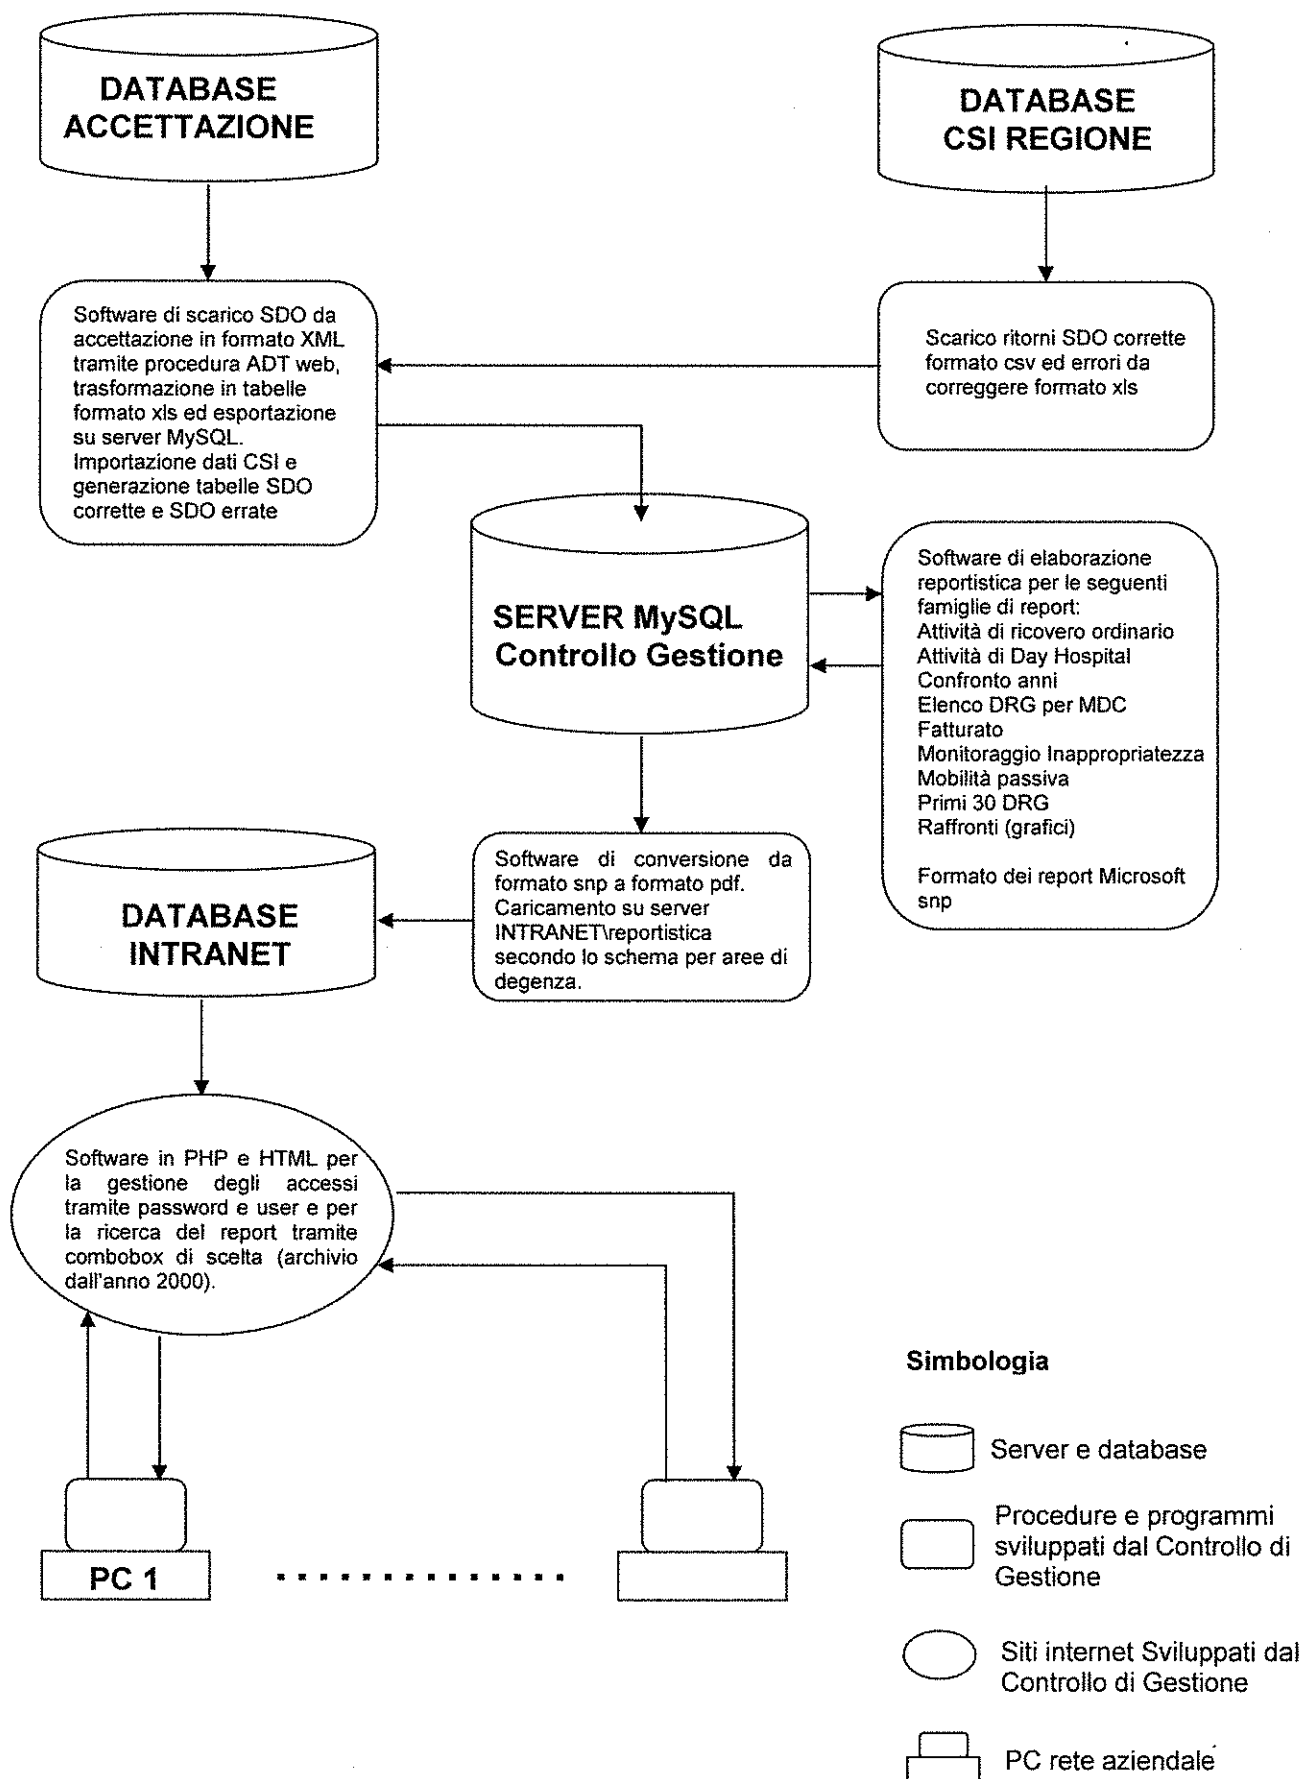 DATABASE
ACCETTAZIONE
DATABASE
CSI REGIONE
Software di scarico SDO da
accettazione in formato XML
tramite procedura ADT web,
trasformazione in tabelle
formato xls ed esportazione
su server MySQL.
Importazione dati CSI e
generazione tabelle SDO
corrette e SDO errate
Scarico ritorni SDO corrette
formato csv ed errori da
correggere formato xls
SERVER MySQL
Controllo Gestione
Software di elaborazione
reportistica per le seguenti
famiglie di report:
Attività di ricovero ordinario
Attività di Day Hospital
Confronto anni
Elenco DRG per MDC
Fatturato
Monitoraggio Inappropriatezza
Mobilità passiva
Primi 30 DRG
Raffronti (grafici)
Formato dei report Microsoft
snp
Software di conversione da
formato snp a formato pdf.
Caricamento su server
INTRANET\reportistica
secondo lo schema per aree di
degenza.
DATABASE
INTRANET
Software in PHP e HTML per
la gestione degli accessi
tramite password e user e per
la ricerca del report tramite
combobox di scelta (archivio
dall'anno 2000).
PC 1
Simbologia
Server e database
Procedure e programmi
sviluppati dal Controllo di
Gestione
Siti internet Sviluppati dal
Controllo di Gestione
PC rete aziendale